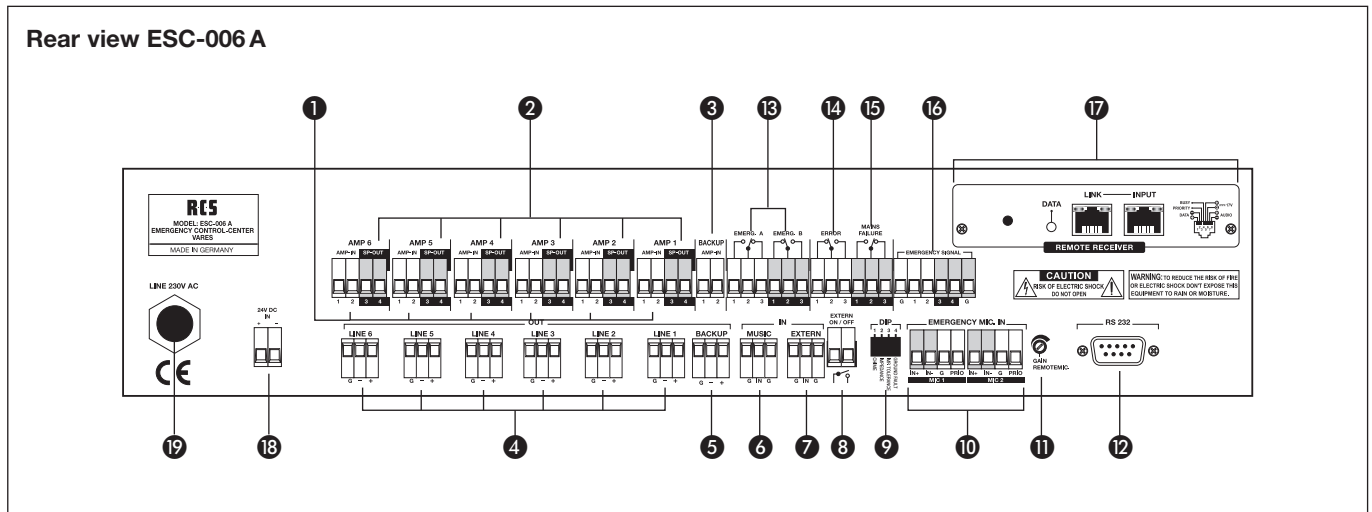 Rear view ESC-006 A
1 2 3 13 14 15 16 17
RCS
MODEL: ESC-006 A
EMERGENCY CONTROL-CENTER
VARES
MADE IN GERMANY
AMP 6 AMP 5 AMP 4 AMP 3 AMP 2 AMP 1 BACKUP EMERG. A EMERG. B ERROR MAINS FAILURE EMERGENCY SIGNAL
AMP-IN SP-OUT AMP-IN SP-OUT AMP-IN SP-OUT AMP-IN SP-OUT AMP-IN SP-OUT AMP-IN SP-OUT AMP-IN
1 2 3 4 1 2 3 4 1 2 3 4 1 2 3 4 1 2 3 4 1 2 3 4 1 2 1 2 3 1 2 3 1 2 3 1 2 3 G 1 2 3 4 G
LINK INPUT
DATA
BUSY
PRIORITY
DATA
17V
AUDIO
REMOTE RECEIVER
CAUTION
RISK OF ELECTRIC SHOCK
DO NOT OPEN
WARNING: TO REDUCE THE RISK OF FIRE
OR ELECTRIC SHOCK DON'T EXPOSE THIS
EQUIPMENT TO RAIN OR MOISTURE.
LINE 230V AC
CE
24V DC
IN
+ -
OUT
LINE 6 LINE 5 LINE 4 LINE 3 LINE 2 LINE 1 BACKUP
G - + G - + G - + G - + G - + G - + G - +
IN
MUSIC EXTERN
G IN G G IN G
EXTERN
ON / OFF
DIP
1 2 3 4
IMPEDANCE
IMP. TOLERANCE
GROUND FAULT
EMERGENCY MIC. IN
IN+ IN- G PRIO IN+ IN- G PRIO
MIC 1 MIC 2
GAIN
REMOTEMIC.
RS 232
19 18 4 5 6 7 8 9 10 11 12